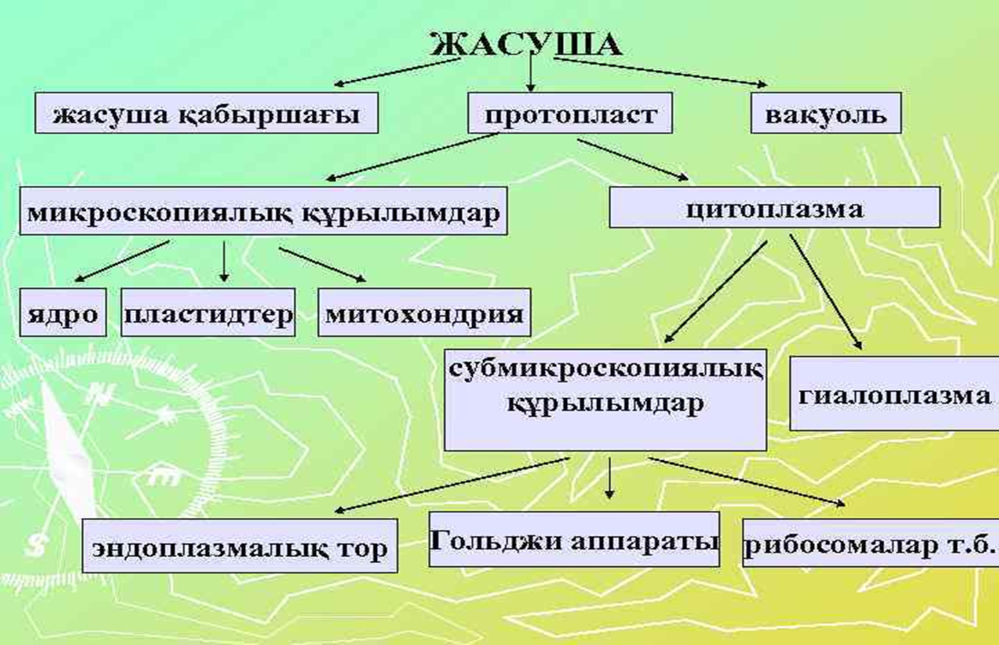 ЖАСУША
жасуша қабыршағы
протопласт
вакуоль
микроскопиялық құрылымдар
цитоплазма
ядро
пластидтер
митохондрия
субмикроскопиялық
құрылымдар
гиалоплазма
N
E
S
эндоплазмалық тор
Гольджи аппараты
рибосомалар т.б.